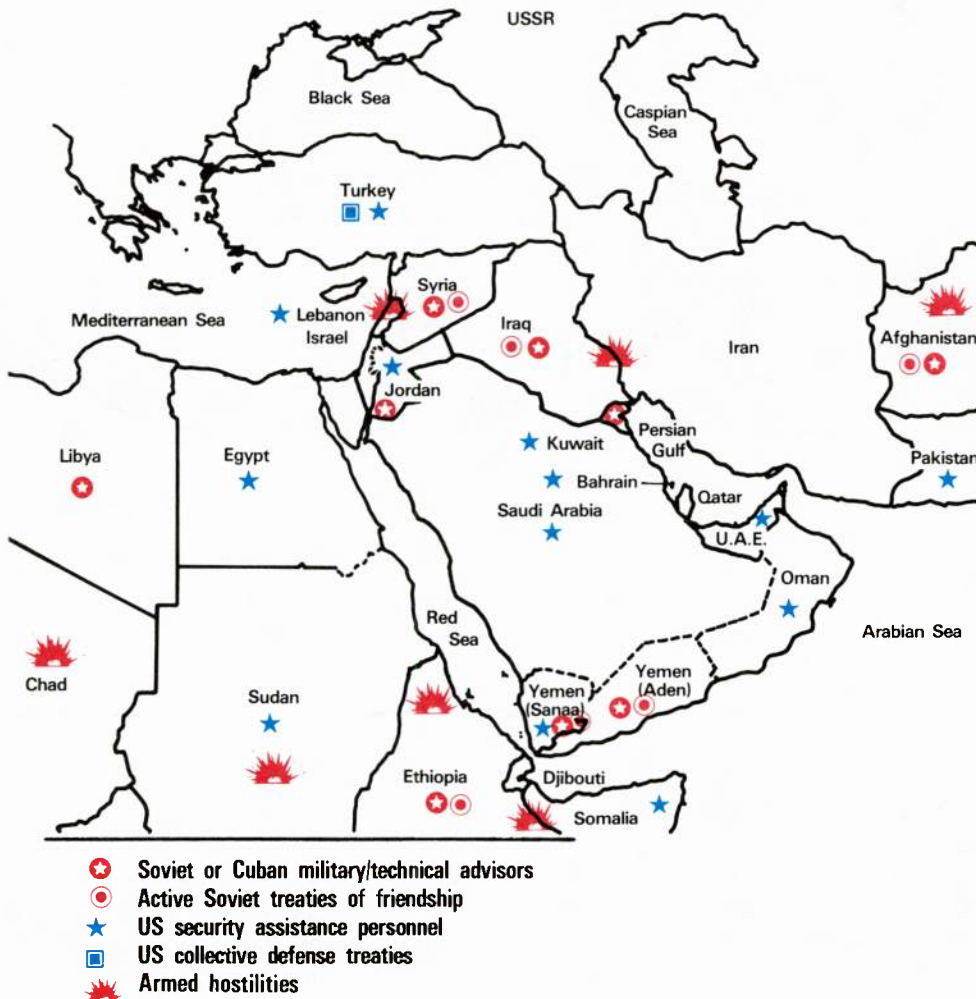 USSR
Black Sea
Caspian
Sea
Turkey
Syria
Lebanon
Israel
Mediterranean Sea
Iraq
Iran
Afghanistan
Jordan
Libya
Egypt
Kuwait
Persian
Gulf
Pakistan
Bahrain
Qatar
Saudi Arabia
U.A.E.
Oman
Red
Sea
Arabian Sea
Chad
Sudan
Yemen
(Sanaa)
Yemen
(Aden)
Ethiopia
Djibouti
Somalia
Soviet or Cuban military/technical advisors
Active Soviet treaties of friendship
US security assistance personnel
US collective defense treaties
Armed hostilities